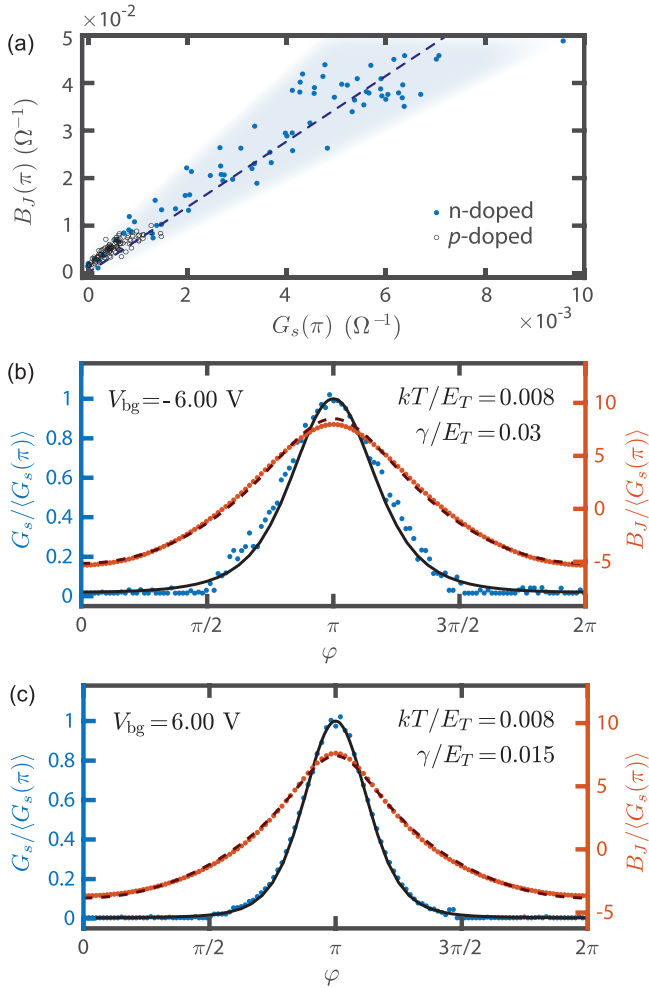 (a)
5
4
3
2
1
0
×10⁻²
B_J(π) (Ω⁻¹)
n-doped
p-doped
0
2
4
6
8
10
×10⁻³
G_s(π) (Ω⁻¹)
(b)
V_bg=-6.00 V
kT/E_T=0.008
γ/E_T=0.03
1
0.8
0.6
0.4
0.2
0
G_s/⟨G_s(π)⟩
10
5
0
-5
B_J/⟨G_s(π)⟩
0
π/2
π
3π/2
2π
φ
(c)
V_bg=6.00 V
kT/E_T=0.008
γ/E_T=0.015
1
0.8
0.6
0.4
0.2
0
G_s/⟨G_s(π)⟩
10
5
0
-5
B_J/⟨G_s(π)⟩
0
π/2
π
3π/2
2π
φ